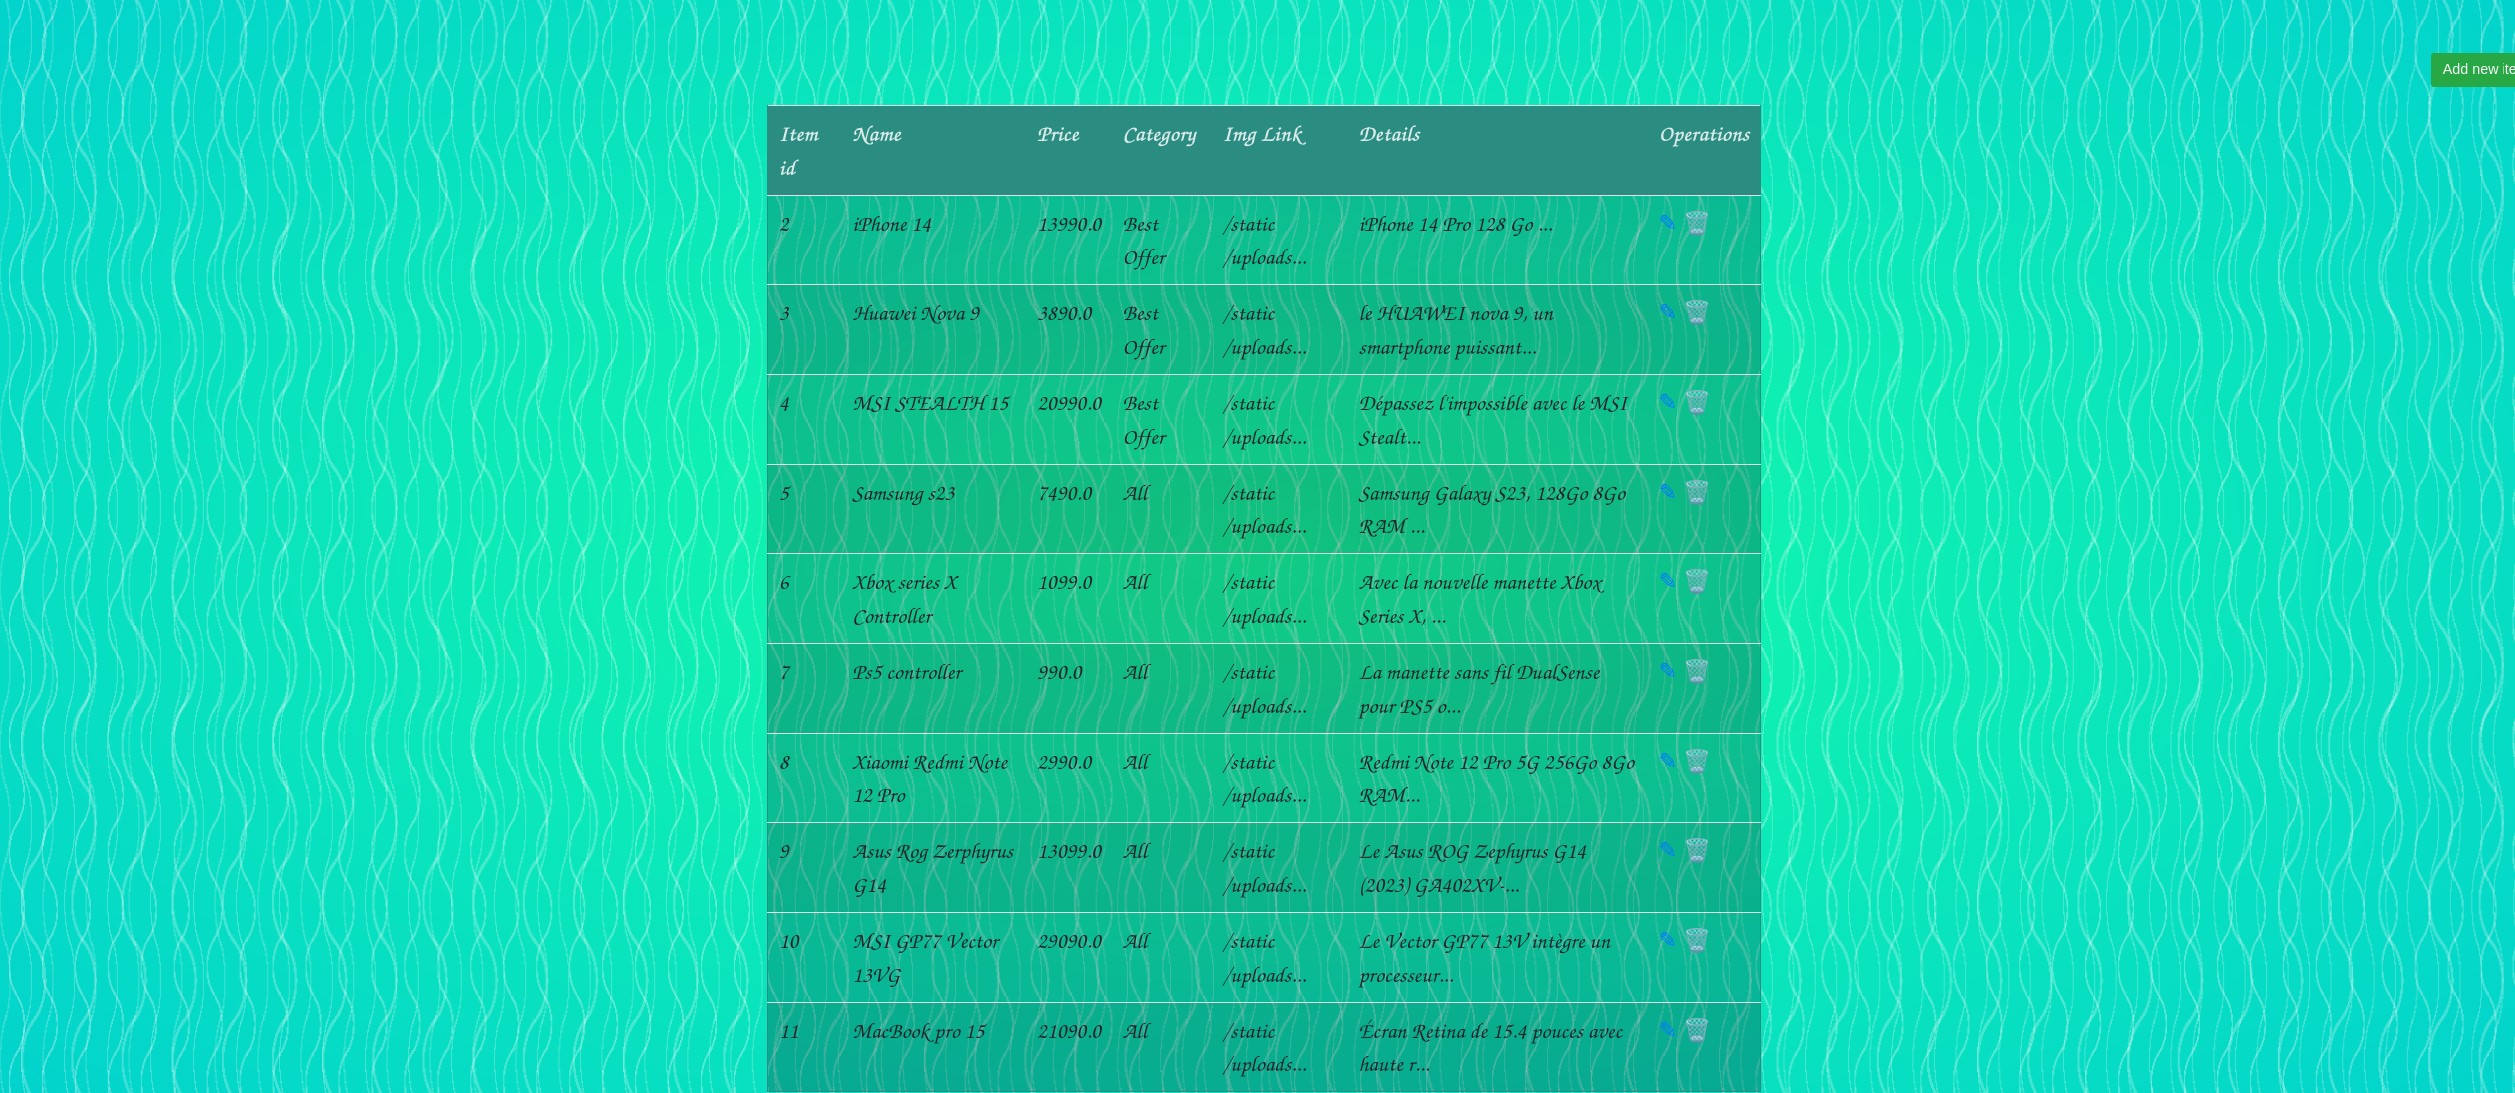 Add new ite
Item id Name Price Category Img Link Details Operations
2 iPhone 14 13990.0 Best Offer /static /uploads... iPhone 14 Pro 128 Go ...
3 Huawei Nova 9 3890.0 Best Offer /static /uploads... le HUAWEI nova 9, un smartphone puissant...
4 MSI STEALTH 15 20990.0 Best Offer /static /uploads... Dépassez l'impossible avec le MSI Stealt...
5 Samsung s23 7490.0 All /static /uploads... Samsung Galaxy S23, 128Go 8Go RAM ...
6 Xbox series X Controller 1099.0 All /static /uploads... Avec la nouvelle manette Xbox Series X, ...
7 Ps5 controller 990.0 All /static /uploads... La manette sans fil DualSense pour PS5 o...
8 Xiaomi Redmi Note 12 Pro 2990.0 All /static /uploads... Redmi Note 12 Pro 5G 256Go 8Go RAM...
9 Asus Rog Zerphyrus G14 13099.0 All /static /uploads... Le Asus ROG Zephyrus G14 (2023) GA402XV-...
10 MSI GP77 Vector 13VG 29090.0 All /static /uploads... Le Vector GP77 13V intègre un processeur...
11 MacBook pro 15 21090.0 All /static /uploads... Écran Retina de 15.4 pouces avec haute r...